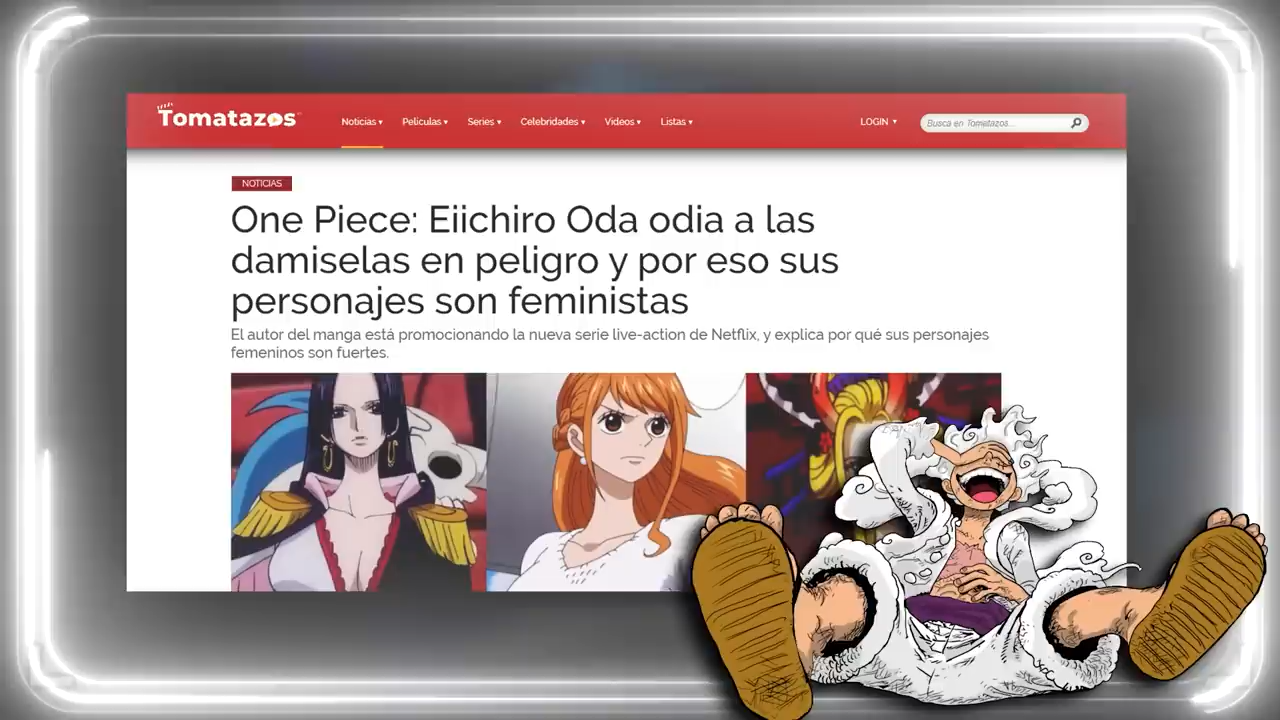 Tomatazos
Noticias Películas Series Celebridades Videos Listas LOGIN Busca en Tomatazos...
NOTICIAS
One Piece: Eiichiro Oda odia a las
damiselas en peligro y por eso sus
personajes son feministas
El autor del manga está promocionando la nueva serie live-action de Netflix, y explica por qué sus personajes
femeninos son fuertes.